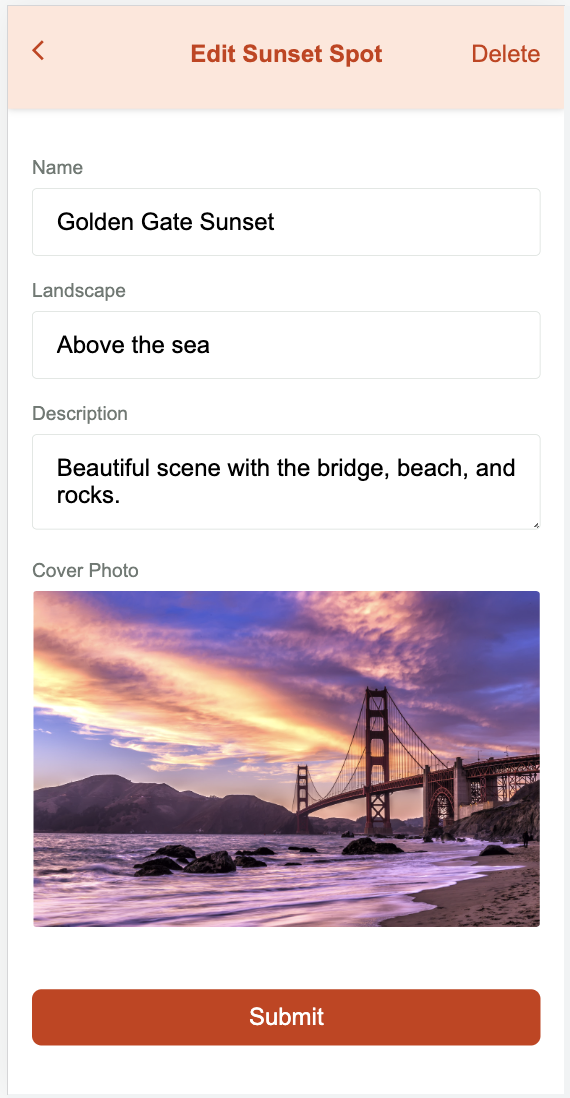 Edit Sunset Spot
Delete
Name
Golden Gate Sunset
Landscape
Above the sea
Description
Beautiful scene with the bridge, beach, and
rocks.
Cover Photo
Submit